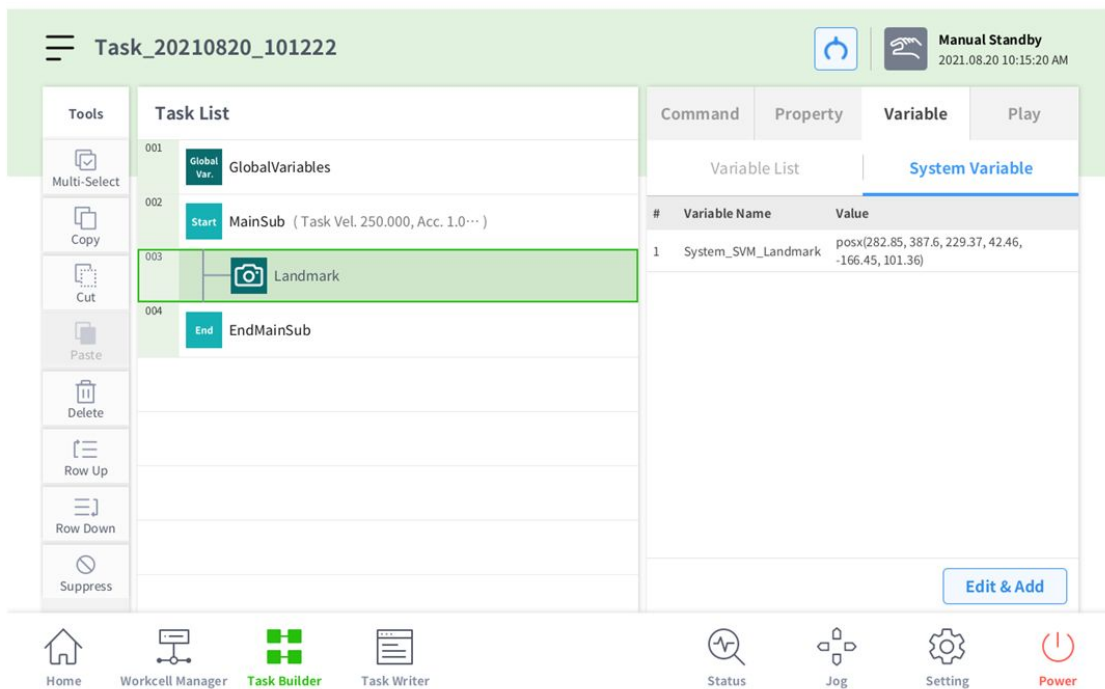 Task_20210820_101222
Manual Standby
2021.08.20 10:15:20 AM
Tools
Multi-Select
Copy
Cut
Paste
Delete
Row Up
Row Down
Suppress
Task List
001
Global
Var.
GlobalVariables
002
Start
MainSub ( Task Vel. 250.000, Acc. 1.0⋯ )
003
Landmark
004
End
EndMainSub
Command Property Variable Play
Variable List System Variable
# Variable Name Value
1 System_SVM_Landmark posx(282.85, 387.6, 229.37, 42.46,
-166.45, 101.36)
Edit & Add
Home Workcell Manager Task Builder Task Writer Status Jog Setting Power